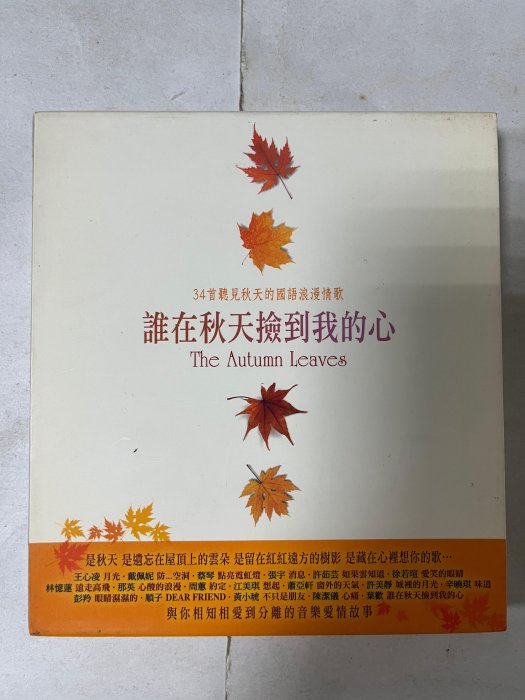 34首聽見秋天的國語浪漫情歌
誰在秋天撿到我的心
The Autumn Leaves
是秋天 是遺忘在屋頂上的雲朵 是留在紅紅遠方的樹影 是藏在心裡想你的歌…
王心凌 月光‧戴佩妮 防...空洞‧蔡琴 點亮霓虹燈‧張宇 消息‧許茹芸 如果雲知道‧徐若瑄 愛笑的眼睛
林憶蓮 遠走高飛‧那英 心酸的浪漫‧周蕙 約定‧江美琪 想起‧蕭亞軒 窗外的天氣‧許美靜 城裡的月光‧辛曉琪 味道
彭羚 眼睛濕濕的‧順子 DEAR FRIEND‧黃小琥 不只是朋友‧陳潔儀 心痛‧葉歡 誰在秋天撿到我的心
與你相知相愛到分離的音樂愛情故事